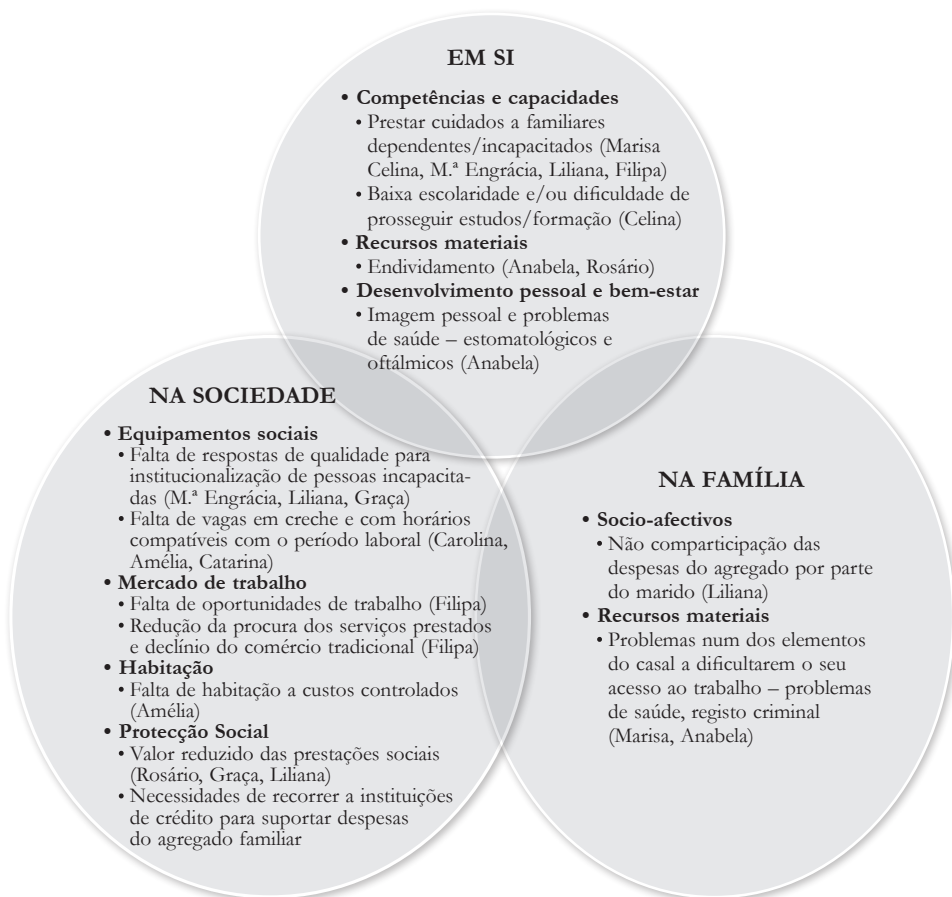 EM SI
• Competências e capacidades
• Prestar cuidados a familiares
dependentes/incapacitados (Marisa
Celina, M.ª Engrácia, Liliana, Filipa)
• Baixa escolaridade e/ou dificuldade de
prosseguir estudos/formação (Celina)
• Recursos materiais
• Endividamento (Anabela, Rosário)
• Desenvolvimento pessoal e bem-estar
• Imagem pessoal e problemas
de saúde – estomatológicos e
oftálmicos (Anabela)
NA SOCIEDADE
• Equipamentos sociais
• Falta de respostas de qualidade para
institucionalização de pessoas incapacita-
das (M.ª Engrácia, Liliana, Graça)
• Falta de vagas em creche e com horários
compatíveis com o período laboral (Carolina,
Amélia, Catarina)
• Mercado de trabalho
• Falta de oportunidades de trabalho (Filipa)
• Redução da procura dos serviços prestados
e declínio do comércio tradicional (Filipa)
• Habitação
• Falta de habitação a custos controlados
(Amélia)
• Protecção Social
• Valor reduzido das prestações sociais
(Rosário, Graça, Liliana)
• Necessidades de recorrer a instituições
de crédito para suportar despesas
do agregado familiar
NA FAMÍLIA
• Socio-afectivos
• Não comparticipação das
despesas do agregado por parte
do marido (Liliana)
• Recursos materiais
• Problemas num dos elementos
do casal a dificultarem o seu
acesso ao trabalho – problemas
de saúde, registo criminal
(Marisa, Anabela)